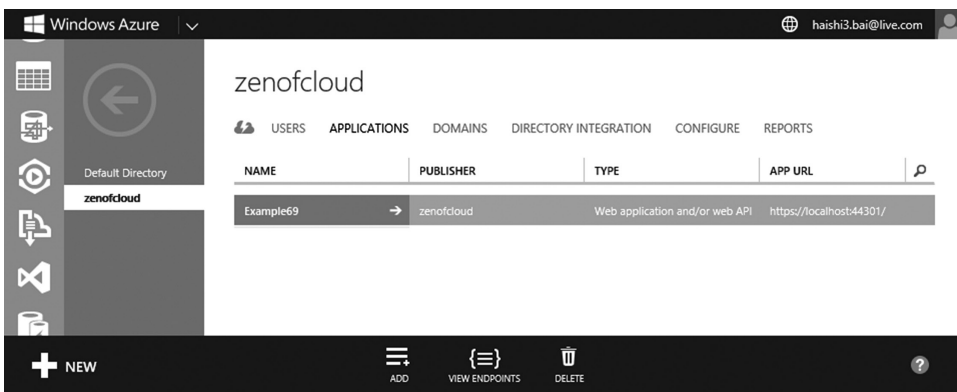 Windows Azure
haishi3.bai@live.com
zenofcloud
USERS APPLICATIONS DOMAINS DIRECTORY INTEGRATION CONFIGURE REPORTS
Default Directory
zenofcloud
NAME PUBLISHER TYPE APP URL
Example69 zenofcloud Web application and/or web API https://localhost:44301/
NEW
ADD
VIEW ENDPOINTS
DELETE
?